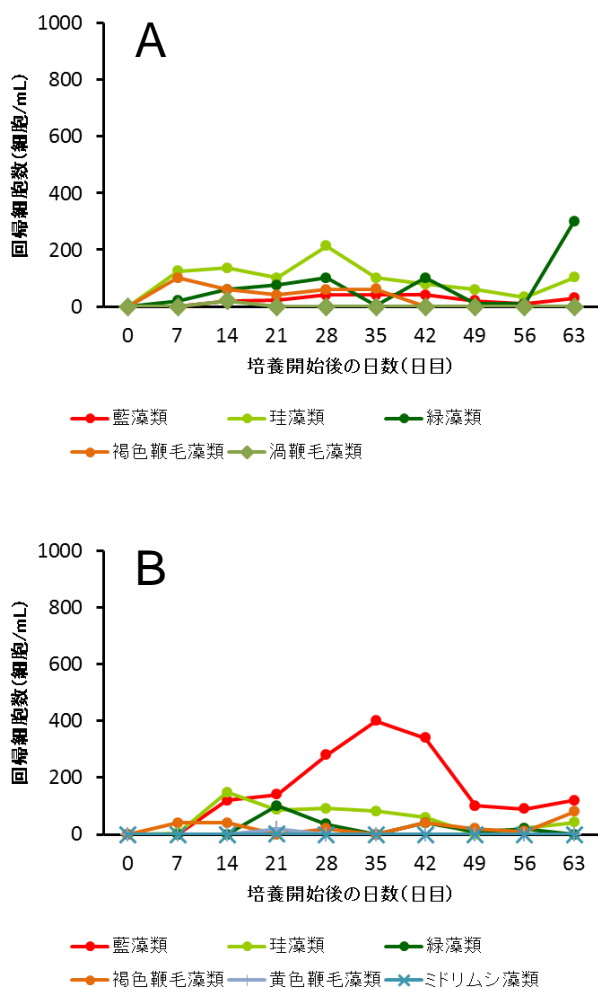 A
1000
800
600
400
200
0
回帰細胞数(細胞/mL)
0 7 14 21 28 35 42 49 56 63
培養開始後の日数(日目)
藍藻類 珪藻類 緑藻類
褐色鞭毛藻類 渦鞭毛藻類
B
1000
800
600
400
200
0
回帰細胞数(細胞/mL)
0 7 14 21 28 35 42 49 56 63
培養開始後の日数(日目)
藍藻類 珪藻類 緑藻類
褐色鞭毛藻類 黄色鞭毛藻類 ミドリムシ藻類